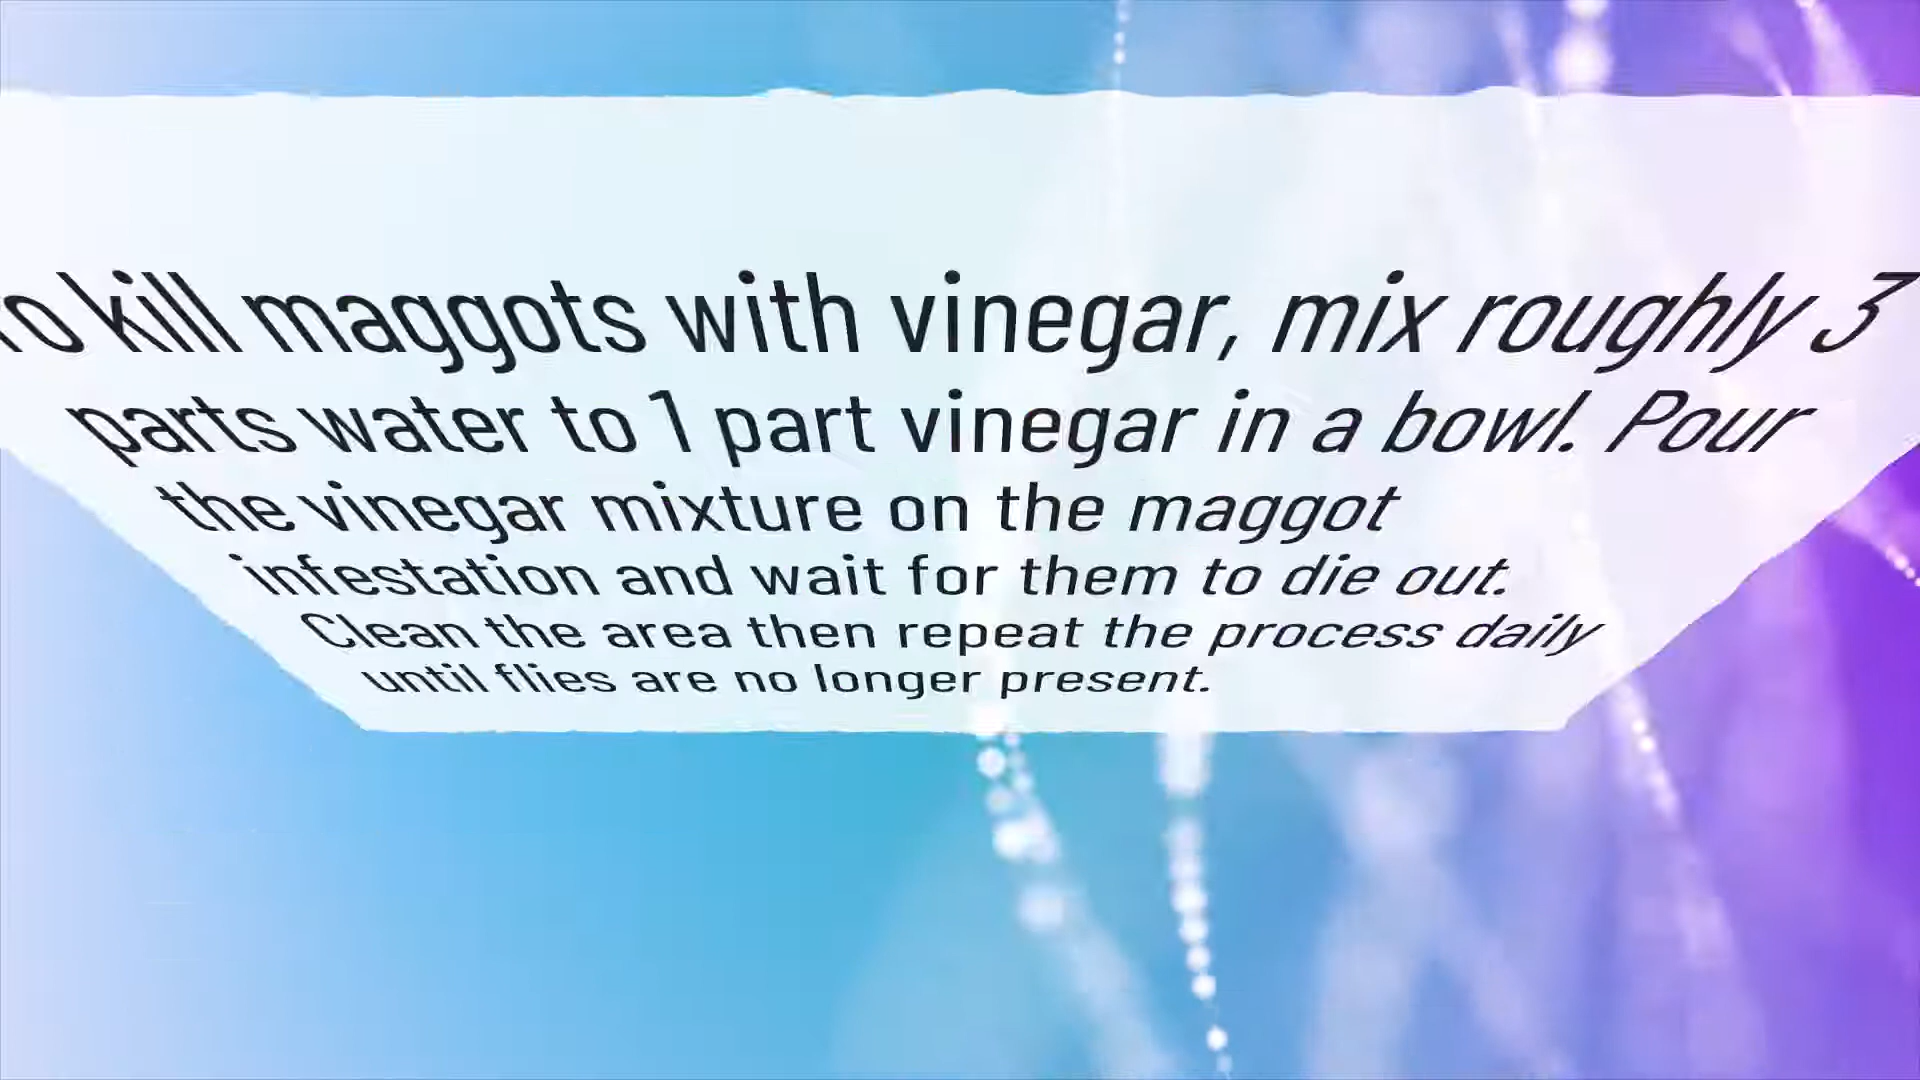 To kill maggots with vinegar, mix roughly 3
parts water to 1 part vinegar in a bowl. Pour
the vinegar mixture on the maggot
infestation and wait for them to die out.
Clean the area then repeat the process daily
until flies are no longer present.